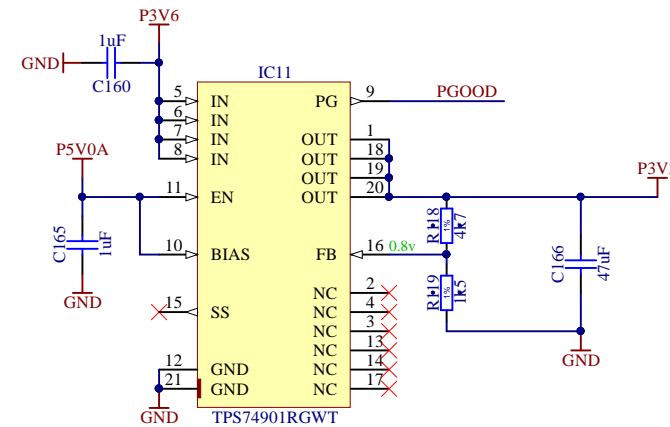 P3V6
1uF
GND
C160
IC11
5 IN
6 IN
7 IN
8 IN
PG 9 PGOOD
OUT 1
OUT 18
OUT 19
OUT 20
P5V0A
11 EN
10 BIAS
C165
1uF
GND
FB 16 0.8v
R118
1%
4k7
R119
1%
1k5
C166
47uF
GND
15 SS
NC 2
NC 4
NC 3
NC 13
NC 14
NC 17
12 GND
21 GND
GND
TPS74901RGWT